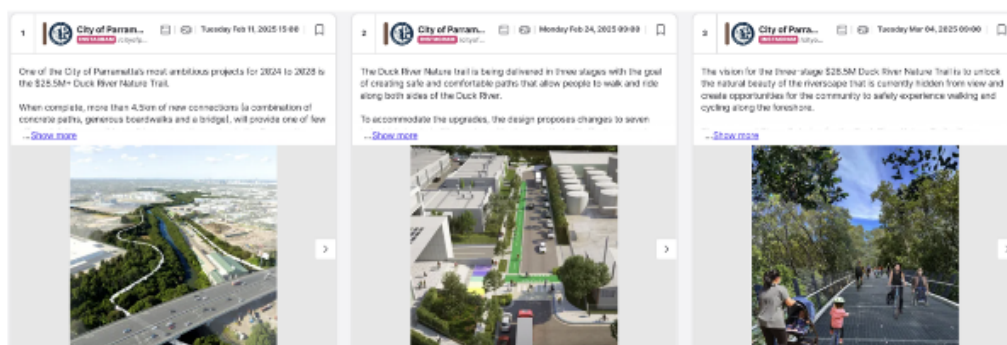 1
City of Parram...
INSTAGRAM
Tuesday Feb 11, 2025 15:00
One of the City of Parramatta's most ambitious projects for 2024 to 2028 is
the $28.5M+ Duck River Nature Trail.
When complete, more than 4.5km of new connections (a combination of
concrete paths, generous boardwalks and a bridge), will provide one of few
...Show more
2
City of Parram...
INSTAGRAM
Monday Feb 24, 2025 09:00
The Duck River Nature trail is being delivered in three stages with the goal
of creating safe and comfortable paths that allow people to walk and ride
along both sides of the Duck River.
To accommodate the upgrades, the design proposes changes to seven
...Show more
3
City of Parra...
INSTAGRAM
Tuesday Mar 04, 2025 09:00
The vision for the three-stage $28.5M Duck River Nature Trail is to unlock
the natural beauty of the riverscape that is currently hidden from view and
create opportunities for the community to safely experience walking and
cycling along the foreshore.
...Show more